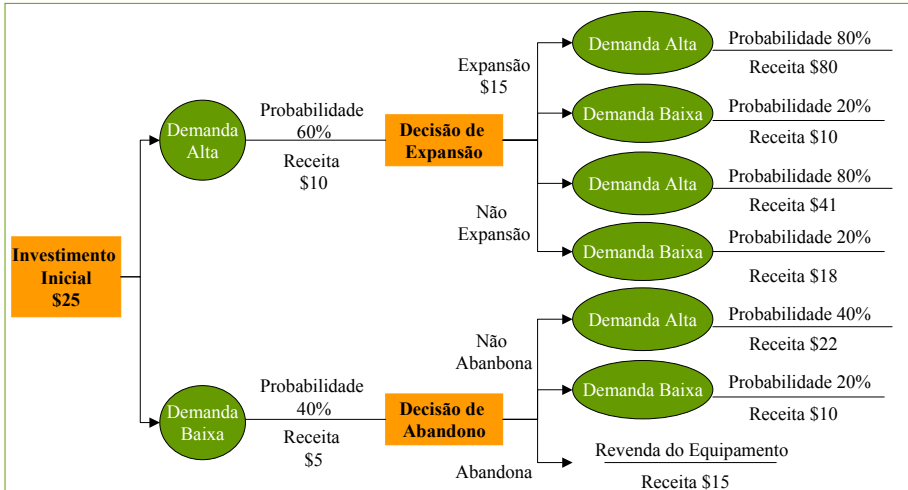 Investimento
Inicial
$25
Demanda
Alta
Probabilidade
60%
Receita
$10
Decisão de
Expansão
Expansão
$15
Demanda Alta
Probabilidade 80%
Receita $80
Demanda Baixa
Probabilidade 20%
Receita $10
Não
Expansão
Demanda Alta
Probabilidade 80%
Receita $41
Demanda Baixa
Probabilidade 20%
Receita $18
Demanda
Baixa
Probabilidade
40%
Receita
$5
Decisão de
Abandono
Não
Abanbona
Demanda Alta
Probabilidade 40%
Receita $22
Demanda Baixa
Probabilidade 20%
Receita $10
Abandona
Revenda do Equipamento
Receita $15